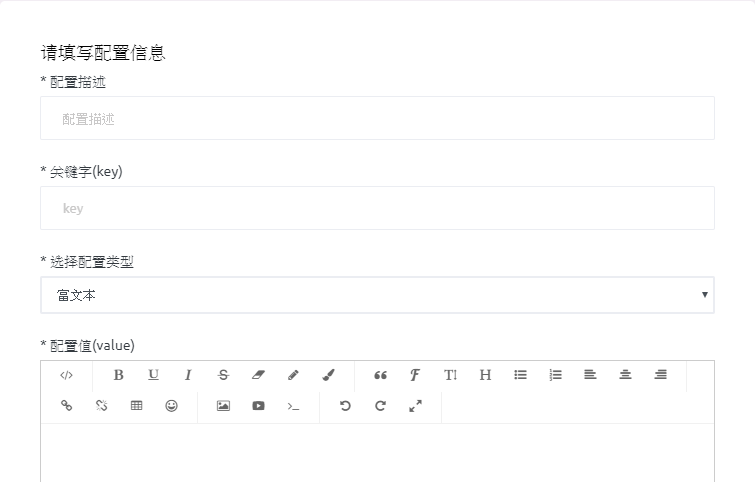 请填写配置信息
* 配置描述
配置描述
* 关键字(key)
key
* 选择配置类型
富文本
* 配置值(value)